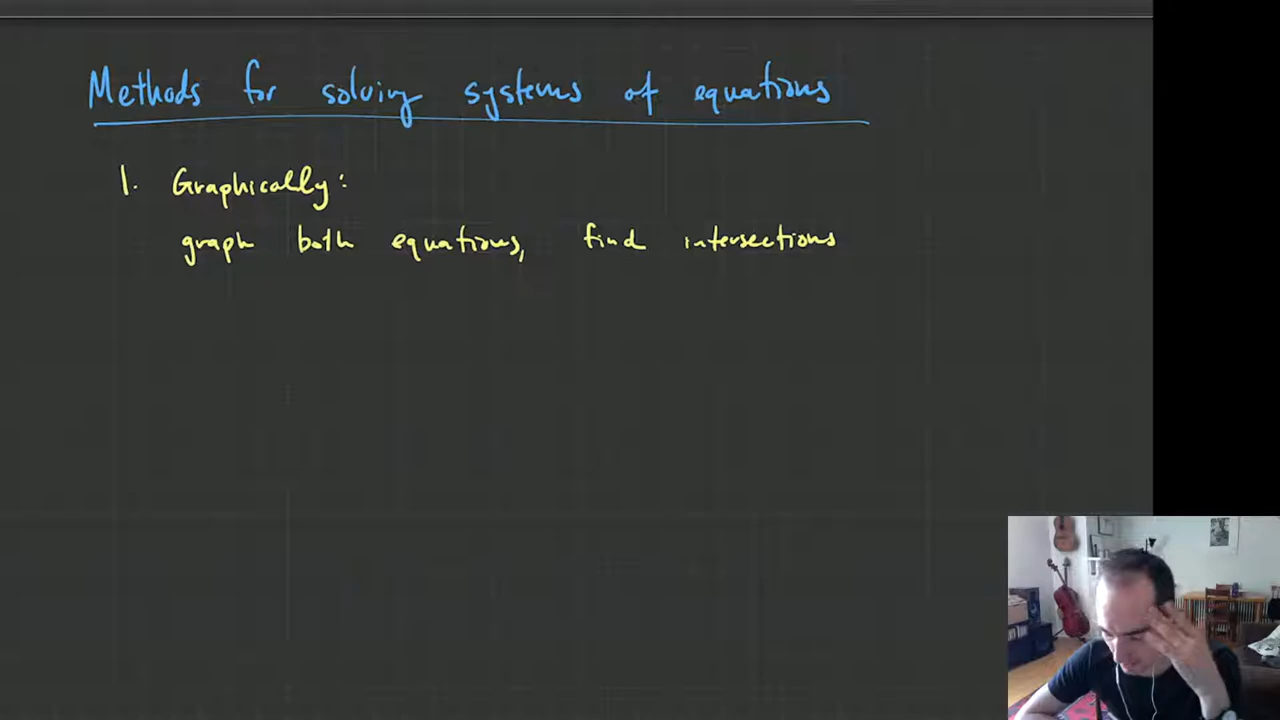 Methods for solving systems of equations
1. Graphically:
graph both equations, find intersections